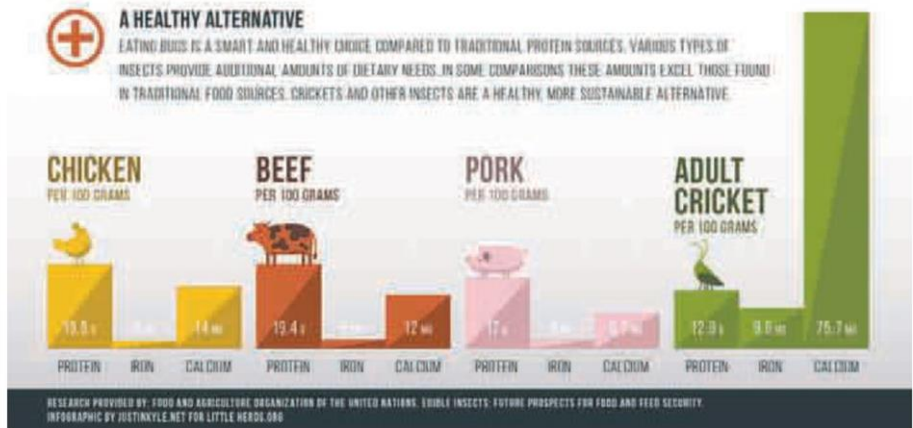 A HEALTHY ALTERNATIVE
EATING BUGS IS A SMART AND HEALTHY CHOICE COMPARED TO TRADITIONAL PROTEIN SOURCES. VARIOUS TYPES OF
INSECTS PROVIDE ADDITIONAL AMOUNTS OF DIETARY NEEDS. IN SOME COMPARISONS THESE AMOUNTS EXCEL THOSE FOUND
IN TRADITIONAL FOOD SOURCES. CRICKETS AND OTHER INSECTS ARE A HEALTHY, MORE SUSTAINABLE ALTERNATIVE.
CHICKEN
PER 100 GRAMS
14 MG
PROTEIN IRON CALCIUM
BEEF
PER 100 GRAMS
19.4 G 12 MG
PROTEIN IRON CALCIUM
PORK
PER 100 GRAMS
17 G
PROTEIN IRON CALCIUM
ADULT
CRICKET
PER 100 GRAMS
12.9 G 75.7 MG
PROTEIN IRON CALCIUM
RESEARCH PROVIDED BY: FOOD AND AGRICULTURE ORGANIZATION OF THE UNITED NATIONS. EDIBLE INSECTS: FUTURE PROSPECTS FOR FOOD AND FEED SECURITY.
INFOGRAPHIC BY JUSTINKYLE.NET FOR LITTLE HERDS.ORG